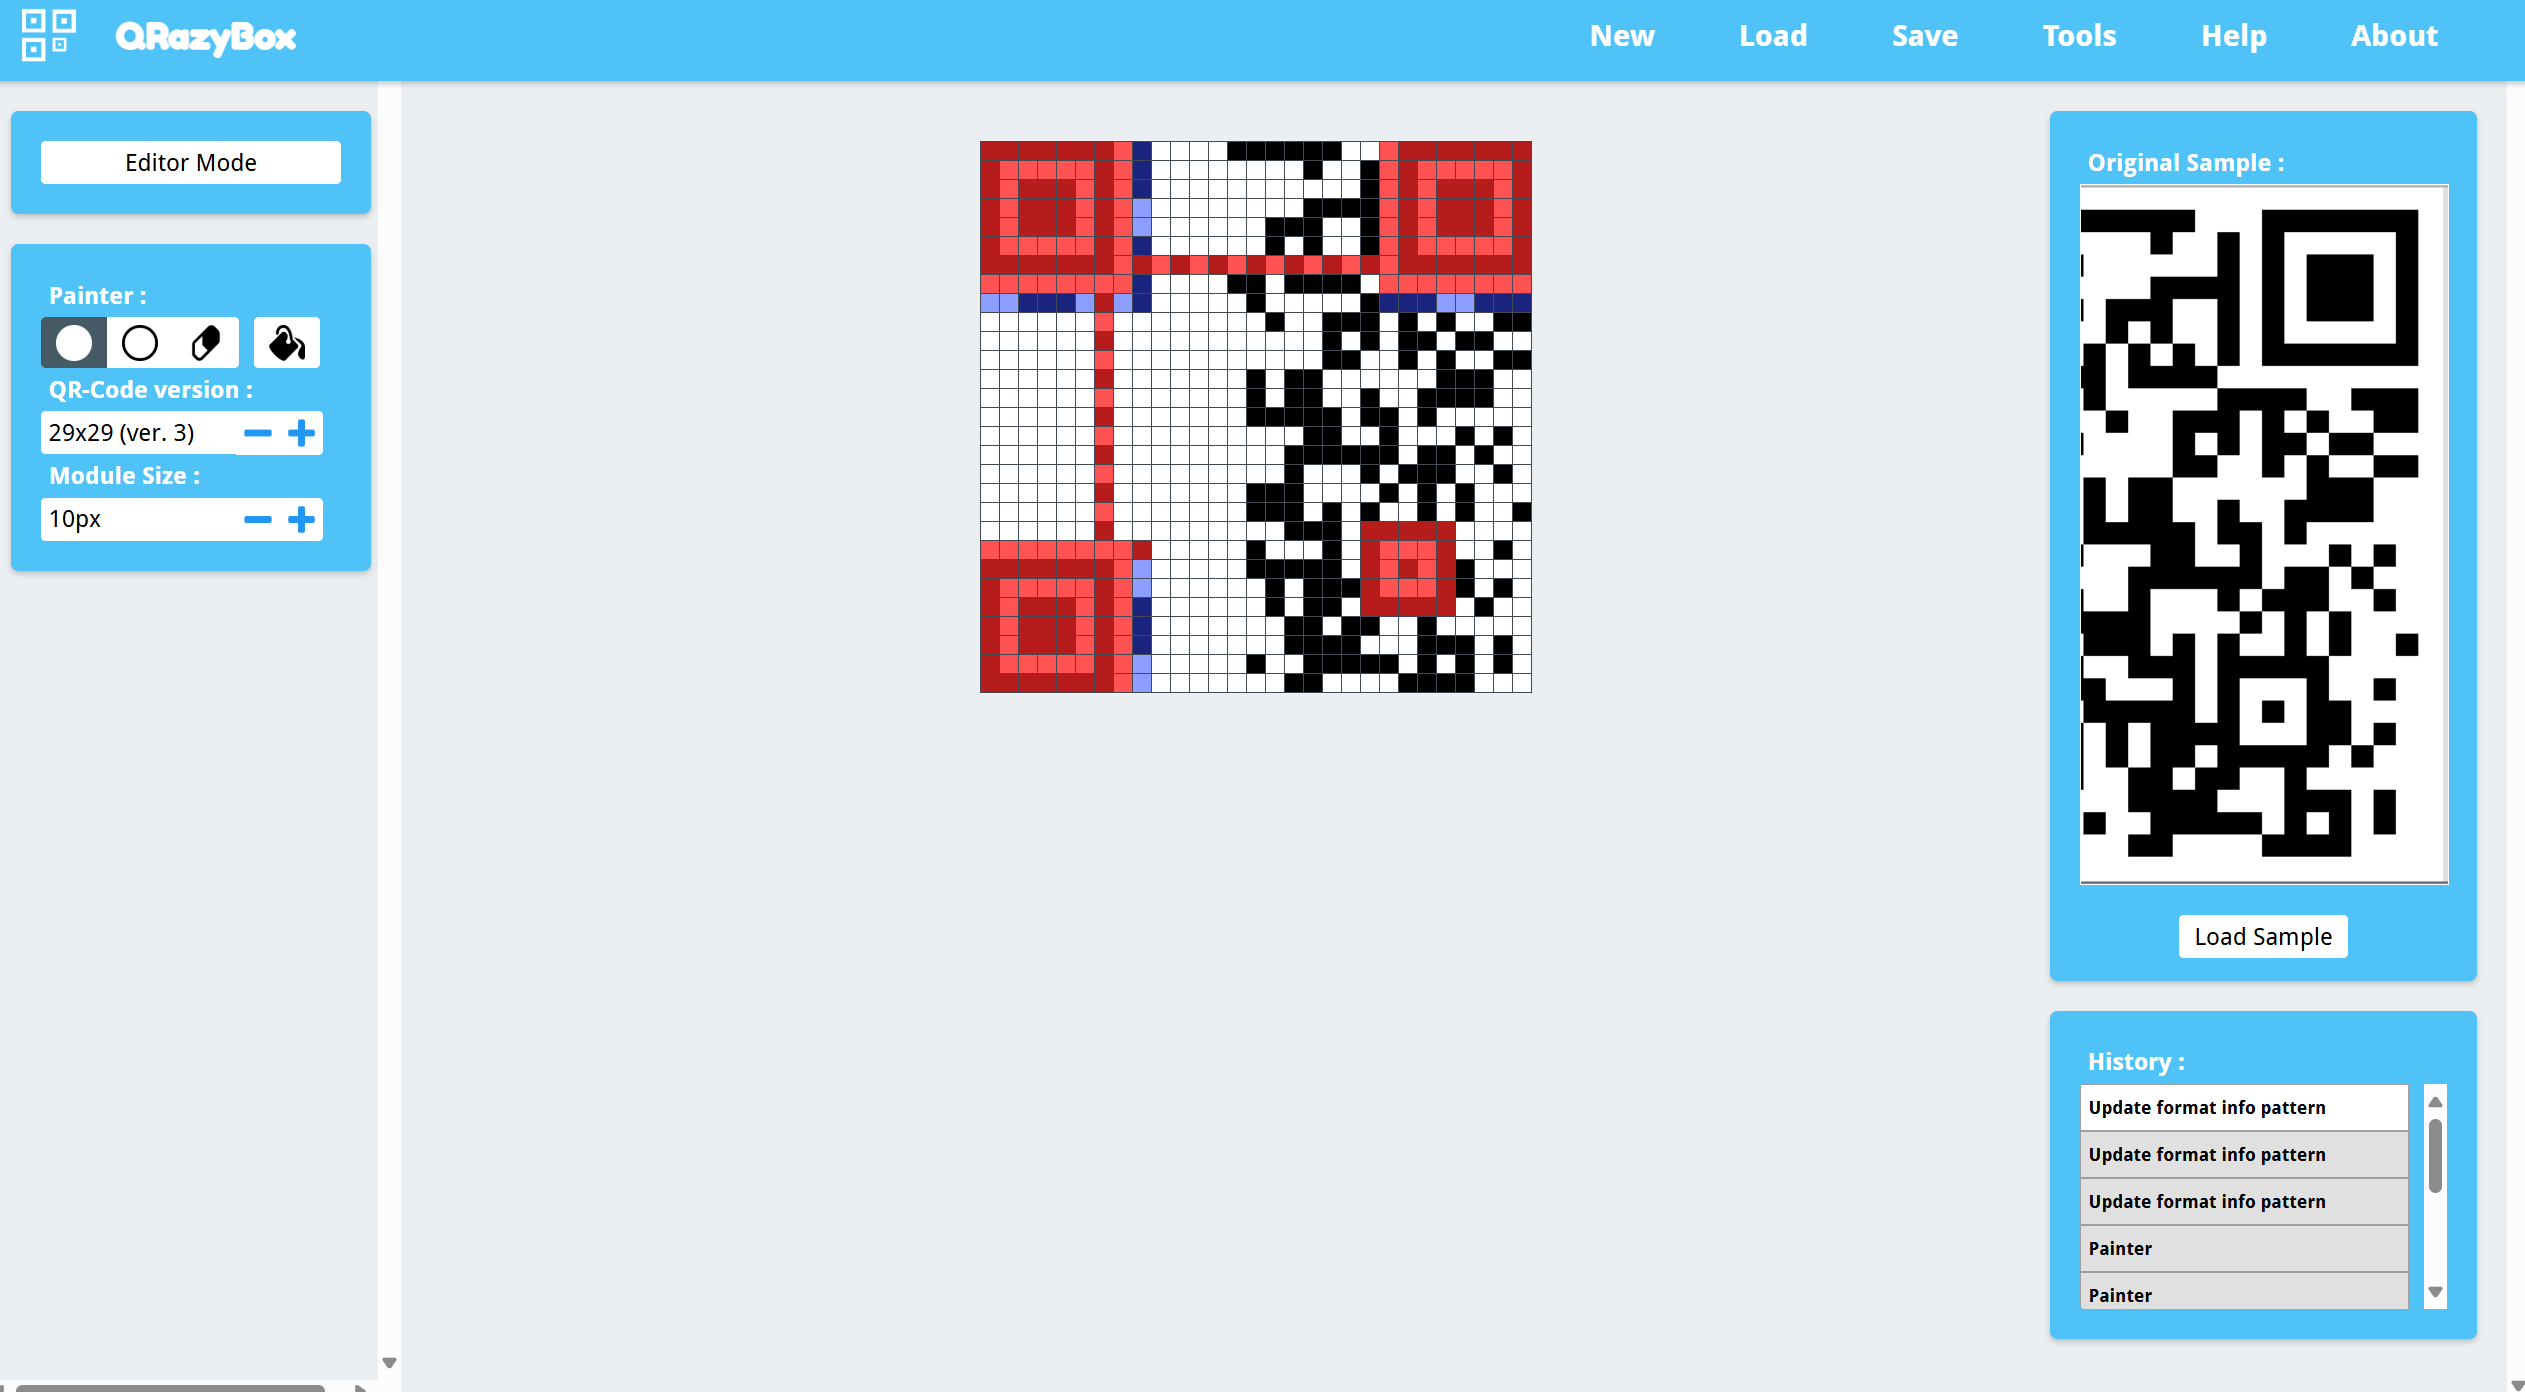 QRazyBox
New Load Save Tools Help About
Editor Mode
Painter :
QR-Code version :
29x29 (ver. 3)
Module Size :
10px
Original Sample :
Load Sample
History :
Update format info pattern
Update format info pattern
Update format info pattern
Painter
Painter